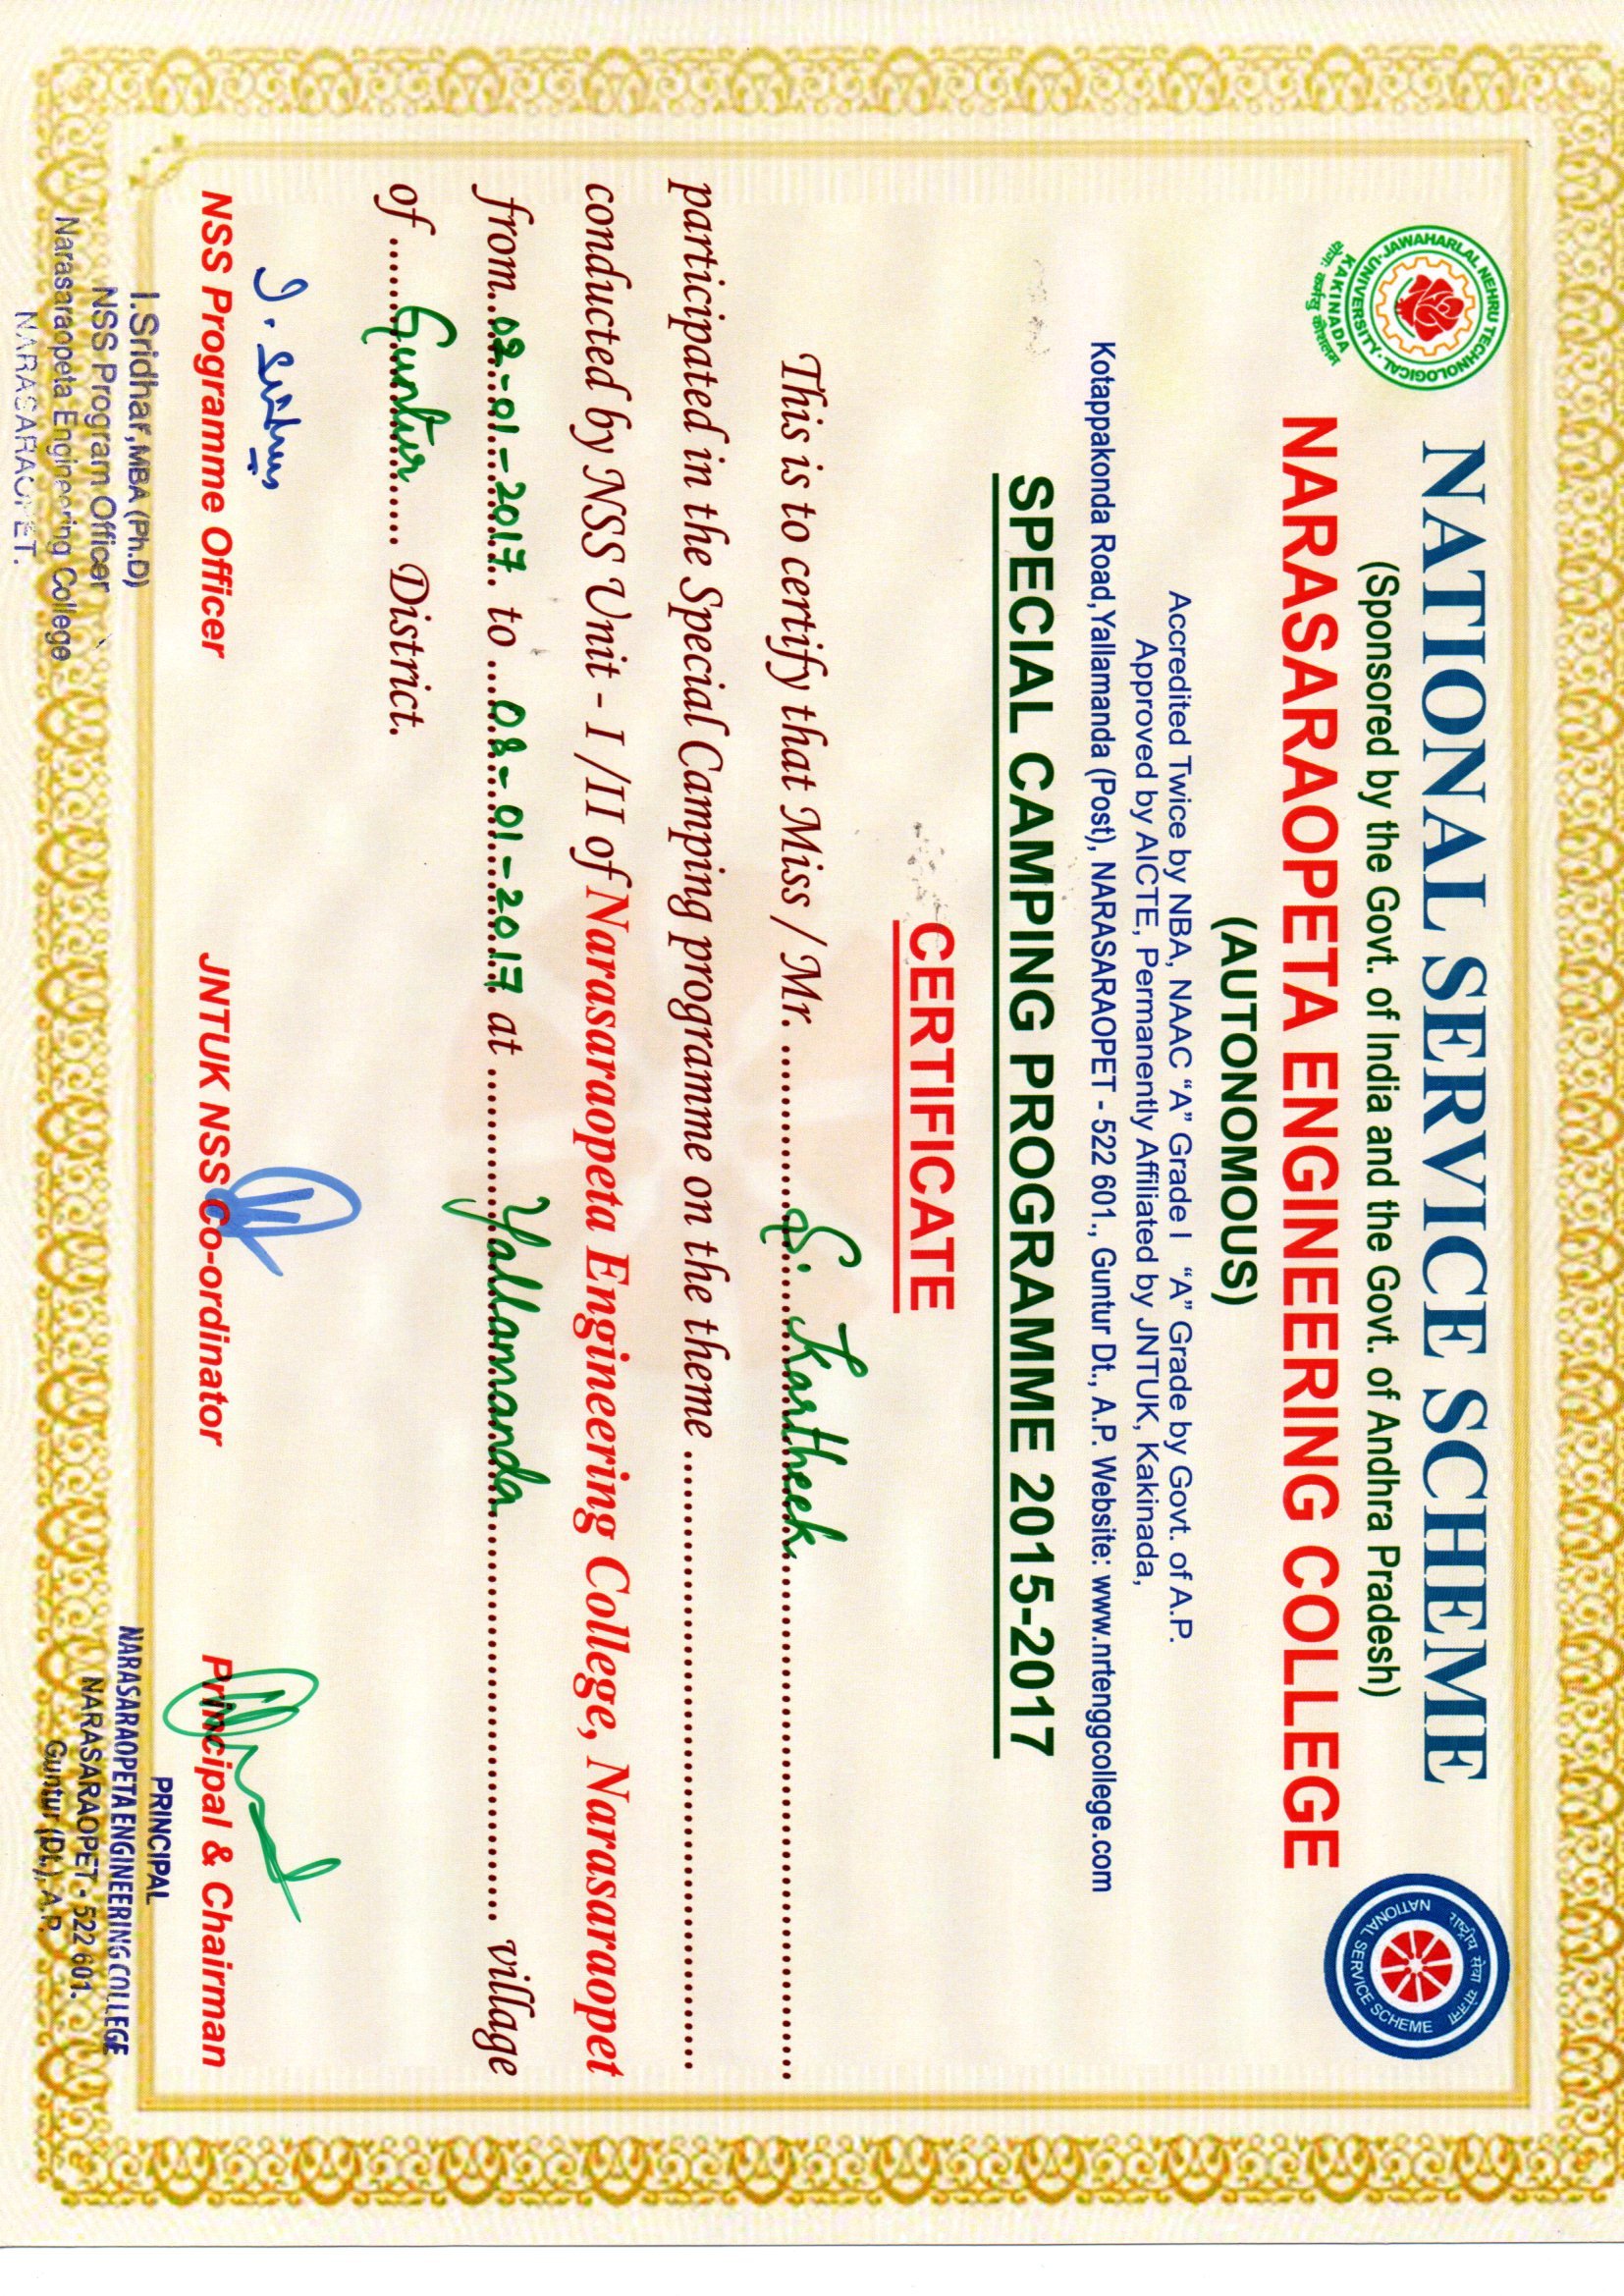 JAWAHARLAL NEHRU TECHNOLOGICAL
UNIVERSITY
KAKINADA
योगः कर्मसु कौशलम्
NATIONAL SERVICE SCHEME
राष्ट्रीय सेवा योजना
NATIONAL SERVICE SCHEME
(Sponsored by the Govt. of India and the Govt. of Andhra Pradesh)
NARASARAOPETA ENGINEERING COLLEGE
(AUTONOMOUS)
Accredited Twice by NBA, NAAC “A” Grade I “A” Grade by Govt. of A.P.
Approved by AICTE, Permanently Affiliated by JNTUK, Kakinada,
Kotappakonda Road,Yallamanda (Post), NARASARAOPET - 522 601., Guntur Dt., A.P. Website: www.nrtenggcollege.com
SPECIAL CAMPING PROGRAMME 2015-2017
CERTIFICATE
This is to certify that Miss / Mr. S. Kartheek
participated in the Special Camping programme on the theme
conducted by NSS Unit - I /II of Narasaraopeta Engineering College, Narasaraopet
from 02-01-2017 to 08-01-2017 at Yallamanda village
of Guntur District.
I. Sridhar
NSS Programme Officer JNTUK NSS Co-ordinator Principal & Chairman
I.Sridhar, MBA (Ph.D)
NSS Program Officer
Narasaraopeta Engineering College
NARASARAOPET.
PRINCIPAL
NARASARAOPETA ENGINEERING COLLEGE
NARASARAOPET - 522 601.
Guntur (Dt.), A.P.